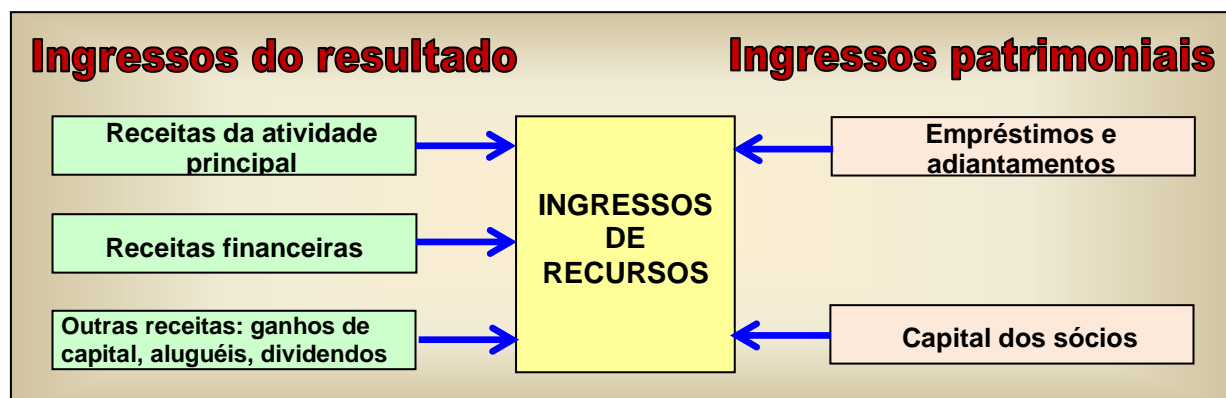 Ingressos do resultado
Ingressos patrimoniais
Receitas da atividade
principal
Receitas financeiras
Outras receitas: ganhos de
capital, aluguéis, dividendos
INGRESSOS
DE
RECURSOS
Empréstimos e
adiantamentos
Capital dos sócios